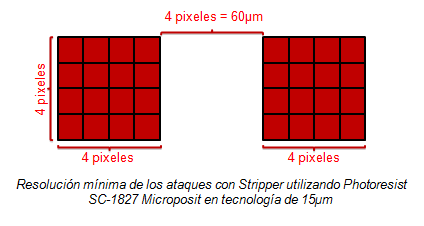 4 pixeles = 60µm
4 pixeles
4 pixeles
4 pixeles
Resolución mínima de los ataques con Stripper utilizando Photoresist
SC-1827 Microposit en tecnología de 15µm